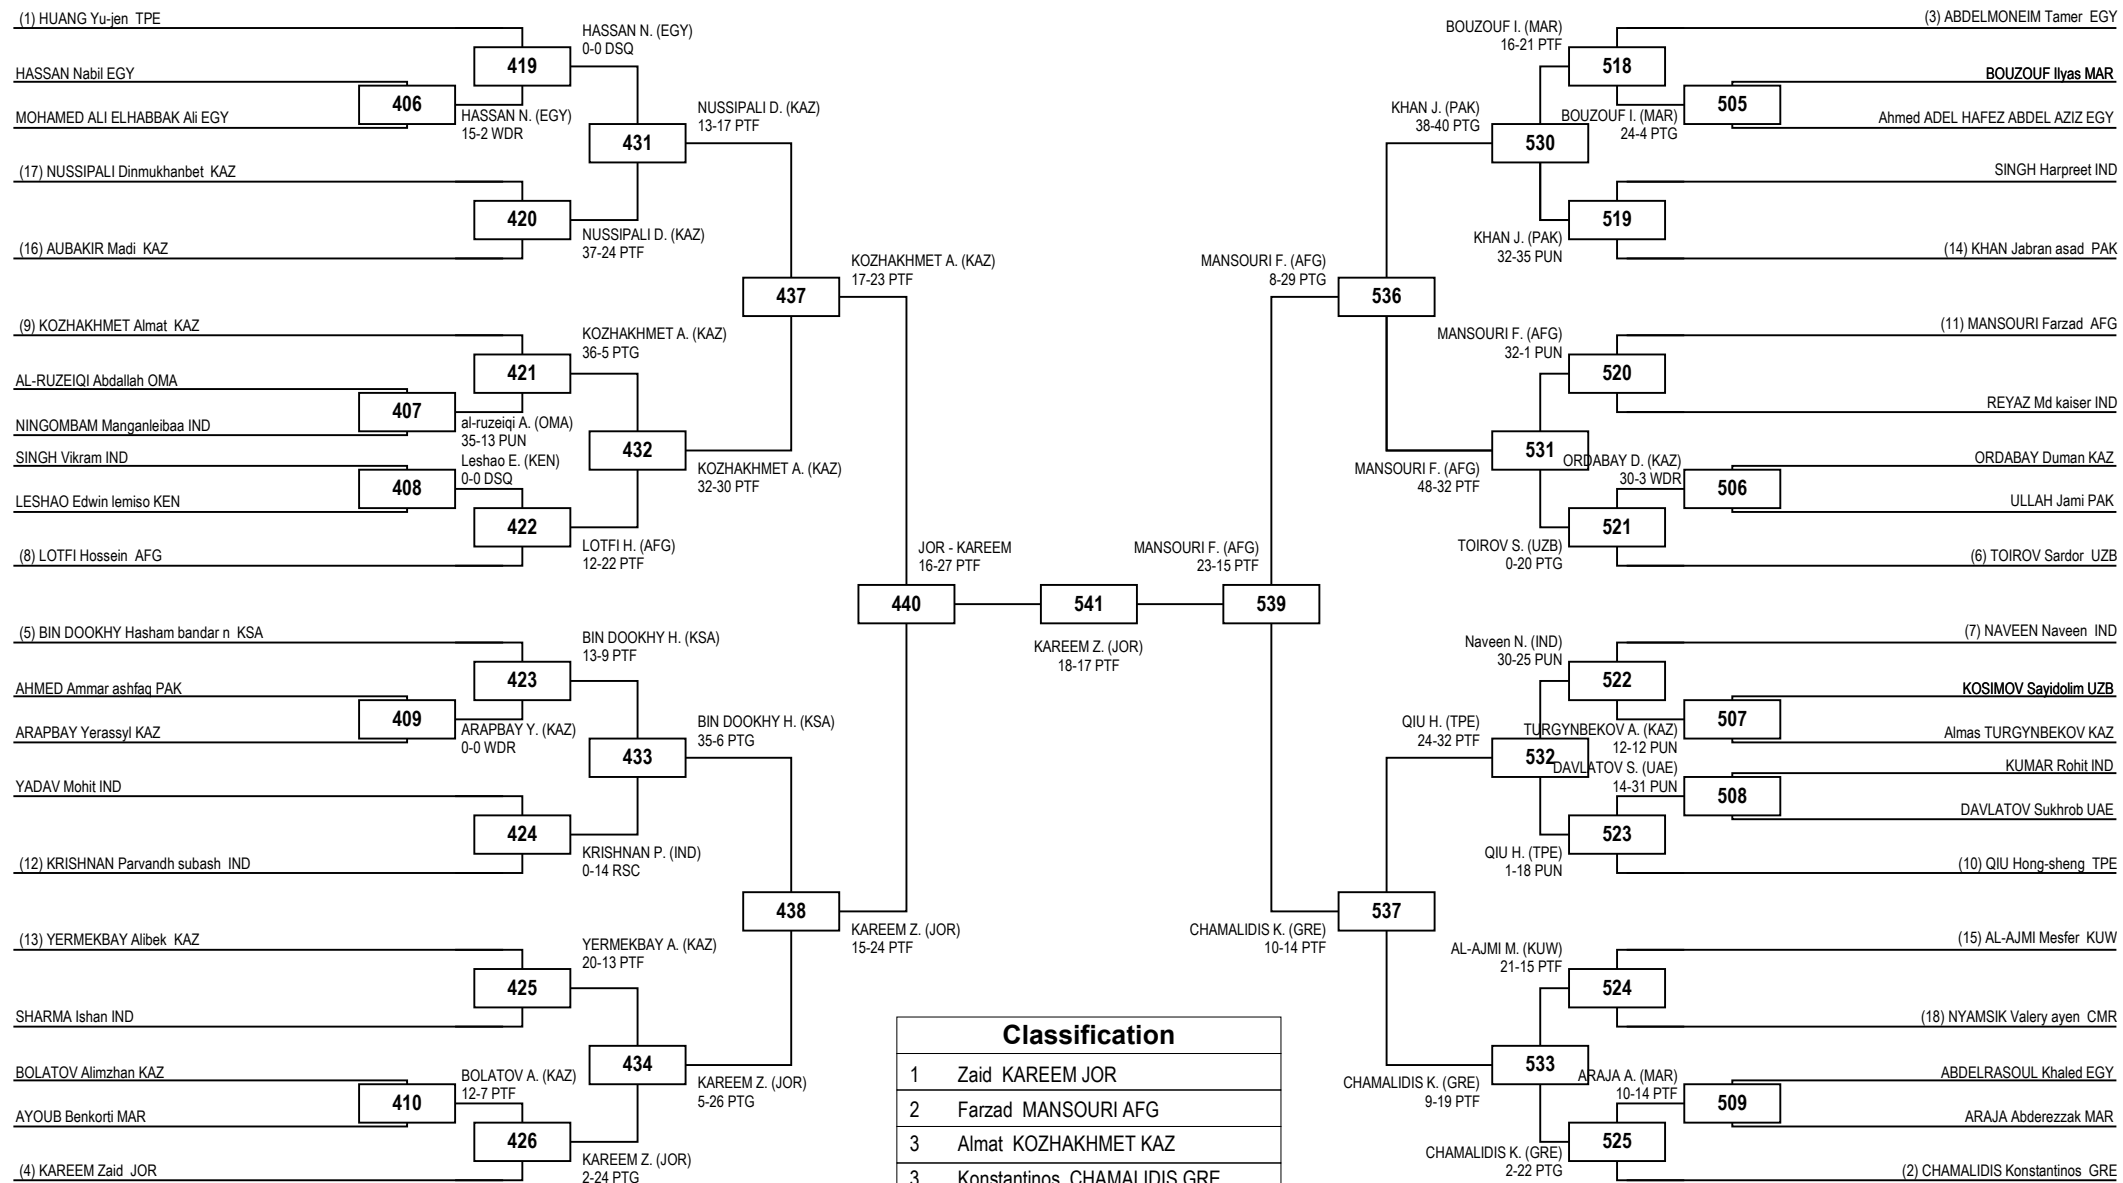 (1) HUANG Yu-jen TPE
HASSAN Nabil EGY
MOHAMED ALI ELHABBAK Ali EGY
(17) NUSSIPALI Dinmukhanbet KAZ
(16) AUBAKIR Madi KAZ
(9) KOZHAKHMET Almat KAZ
AL-RUZEIQI Abdallah OMA
NINGOMBAM Manganleibaa IND
SINGH Vikram IND
LESHAO Edwin lemiso KEN
(8) LOTFI Hossein AFG
(5) BIN DOOKHY Hasham bandar n KSA
AHMED Ammar ashfaq PAK
ARAPBAY Yerassyl KAZ
YADAV Mohit IND
(12) KRISHNAN Parvandh subash IND
(13) YERMEKBAY Alibek KAZ
SHARMA Ishan IND
BOLATOV Alimzhan KAZ
AYOUB Benkorti MAR
(4) KAREEM Zaid JOR
406
HASSAN N. (EGY)
15-2 WDR
407
al-ruzeiqi A. (OMA)
35-13 PUN
408
Leshao E. (KEN)
0-0 DSQ
409
ARAPBAY Y. (KAZ)
0-0 WDR
410
BOLATOV A. (KAZ)
12-7 PTF
419
HASSAN N. (EGY)
0-0 DSQ
420
NUSSIPALI D. (KAZ)
37-24 PTF
421
KOZHAKHMET A. (KAZ)
36-5 PTG
422
LOTFI H. (AFG)
12-22 PTF
423
BIN DOOKHY H. (KSA)
13-9 PTF
424
KRISHNAN P. (IND)
0-14 RSC
425
YERMEKBAY A. (KAZ)
20-13 PTF
426
KAREEM Z. (JOR)
2-24 PTG
431
NUSSIPALI D. (KAZ)
13-17 PTF
432
KOZHAKHMET A. (KAZ)
32-30 PTF
433
BIN DOOKHY H. (KSA)
35-6 PTG
434
KAREEM Z. (JOR)
5-26 PTG
437
KOZHAKHMET A. (KAZ)
17-23 PTF
438
KAREEM Z. (JOR)
15-24 PTF
440
JOR - KAREEM
16-27 PTF
541
KAREEM Z. (JOR)
18-17 PTF
539
MANSOURI F. (AFG)
23-15 PTF
536
MANSOURI F. (AFG)
8-29 PTG
537
CHAMALIDIS K. (GRE)
10-14 PTF
530
KHAN J. (PAK)
38-40 PTG
531
MANSOURI F. (AFG)
48-32 PTF
532
QIU H. (TPE)
24-32 PTF
533
CHAMALIDIS K. (GRE)
9-19 PTF
518
BOUZOUF I. (MAR)
16-21 PTF
519
KHAN J. (PAK)
32-35 PUN
520
MANSOURI F. (AFG)
32-1 PUN
521
TOIROV S. (UZB)
0-20 PTG
522
Naveen N. (IND)
30-25 PUN
523
QIU H. (TPE)
1-18 PUN
524
AL-AJMI M. (KUW)
21-15 PTF
525
CHAMALIDIS K. (GRE)
2-22 PTG
505
BOUZOUF I. (MAR)
24-4 PTG
506
ORDABAY D. (KAZ)
30-3 WDR
507
TURGYNBEKOV A. (KAZ)
12-12 PUN
508
DAVLATOV S. (UAE)
14-31 PUN
509
ARAJA A. (MAR)
10-14 PTF
(3) ABDELMONEIM Tamer EGY
BOUZOUF Ilyas MAR
Ahmed ADEL HAFEZ ABDEL AZIZ EGY
SINGH Harpreet IND
(14) KHAN Jabran asad PAK
(11) MANSOURI Farzad AFG
REYAZ Md kaiser IND
ORDABAY Duman KAZ
ULLAH Jami PAK
(6) TOIROV Sardor UZB
(7) NAVEEN Naveen IND
KOSIMOV Sayidolim UZB
Almas TURGYNBEKOV KAZ
KUMAR Rohit IND
DAVLATOV Sukhrob UAE
(10) QIU Hong-sheng TPE
(15) AL-AJMI Mesfer KUW
(18) NYAMSIK Valery ayen CMR
ABDELRASOUL Khaled EGY
ARAJA Abderezzak MAR
(2) CHAMALIDIS Konstantinos GRE
Classification
1 Zaid KAREEM JOR
2 Farzad MANSOURI AFG
3 Almat KOZHAKHMET KAZ
3 Konstantinos CHAMALIDIS GRE